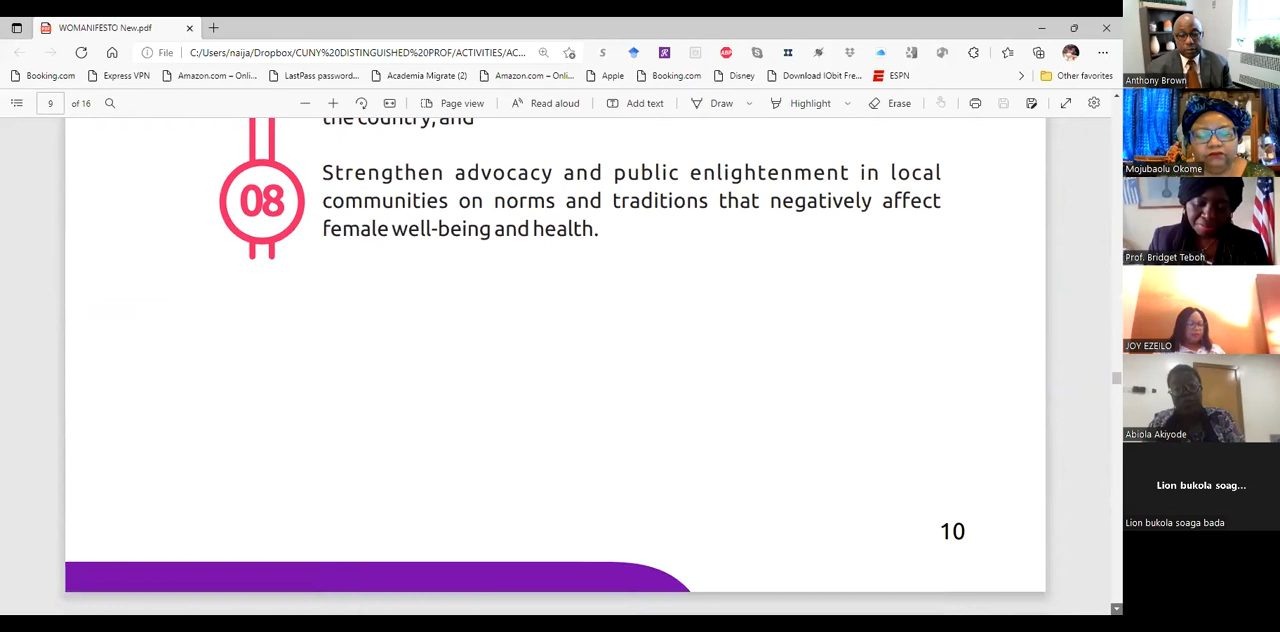 WOMANIFESTO New.pdf
File
C:/Users/naija/Dropbox/CUNY%20DISTINGUISHED%20PROF/ACTIVITIES/AC...
Booking.com
Express VPN
Amazon.com – Onli...
LastPass password...
Academia Migrate (2)
Amazon.com – Onli...
Apple
Booking.com
Disney
Download IObit Fre...
ESPN
Other favorites
9 of 16
Page view
Read aloud
Add text
Draw
Highlight
Erase
the country, and
08
Strengthen advocacy and public enlightenment in local
communities on norms and traditions that negatively affect
female well-being and health.
10
Anthony Brown
Mojubaolu Okome
Prof. Bridget Teboh
JOY EZEILO
Abiola Akiyode
Lion bukola soag...
Lion bukola soaga bada